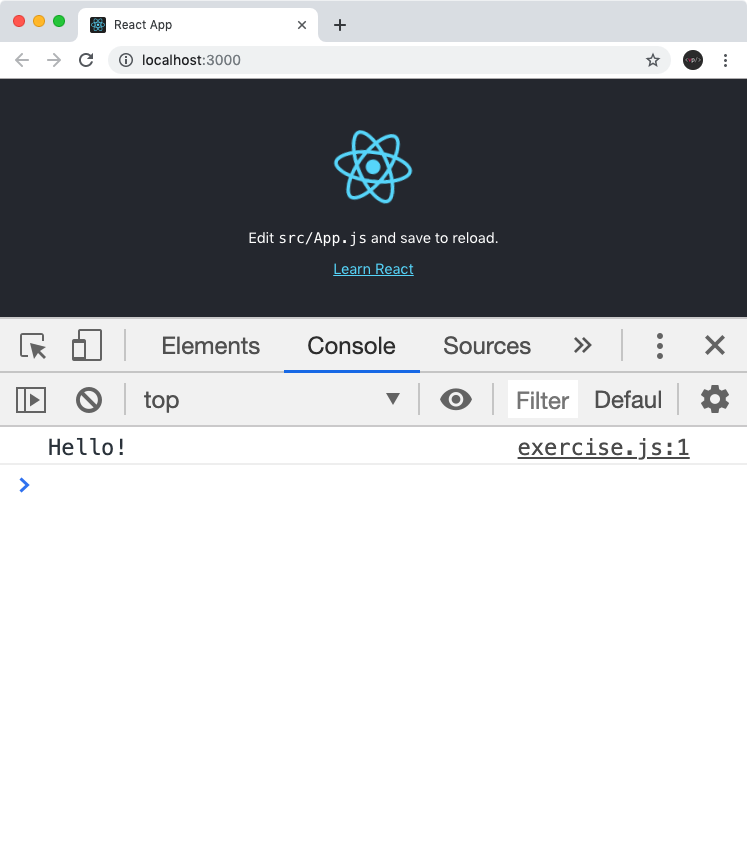 React App
localhost:3000
Edit src/App.js and save to reload.
Learn React
Elements Console Sources
top Filter Defaul
Hello! exercise.js:1